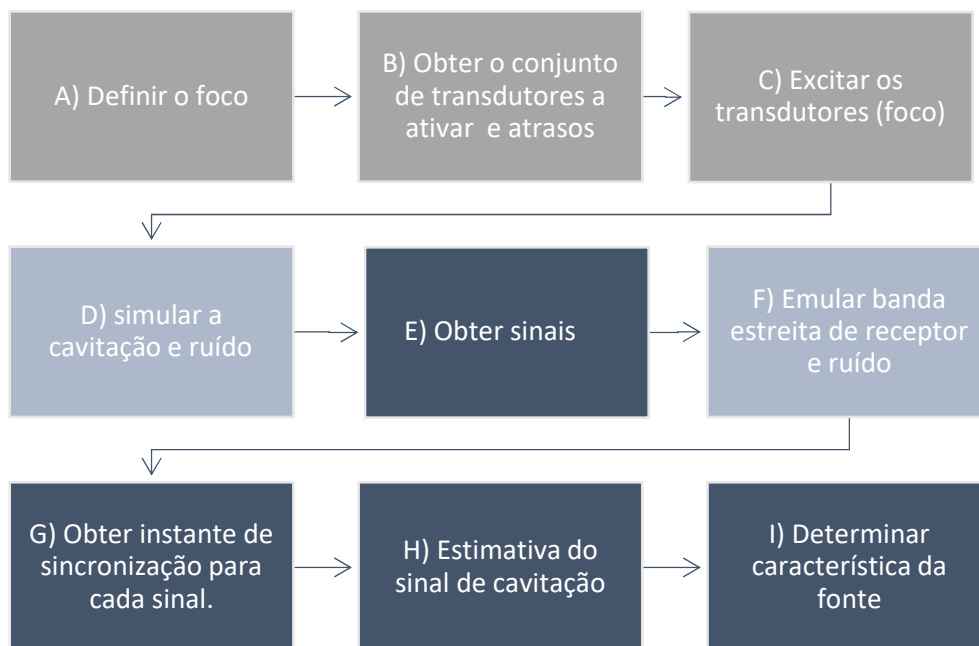 A) Definir o foco
B) Obter o conjunto
de transdutores a
ativar e atrasos
C) Excitar os
transdutores (foco)
D) simular a
cavitação e ruído
E) Obter sinais
F) Emular banda
estreita de receptor
e ruído
G) Obter instante de
sincronização para
cada sinal.
H) Estimativa do
sinal de cavitação
I) Determinar
característica da
fonte